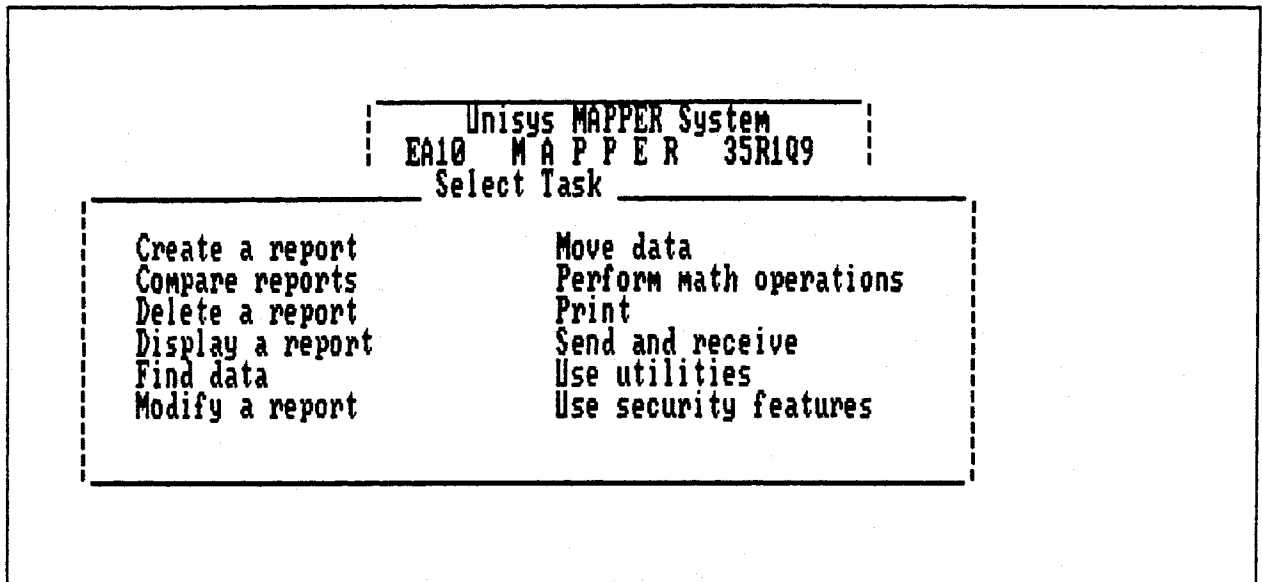 Unisys MAPPER System
EA10 M A P P E R 35R1Q9
Select Task
Create a report
Compare reports
Delete a report
Display a report
Find data
Modify a report
Move data
Perform math operations
Print
Send and receive
Use utilities
Use security features